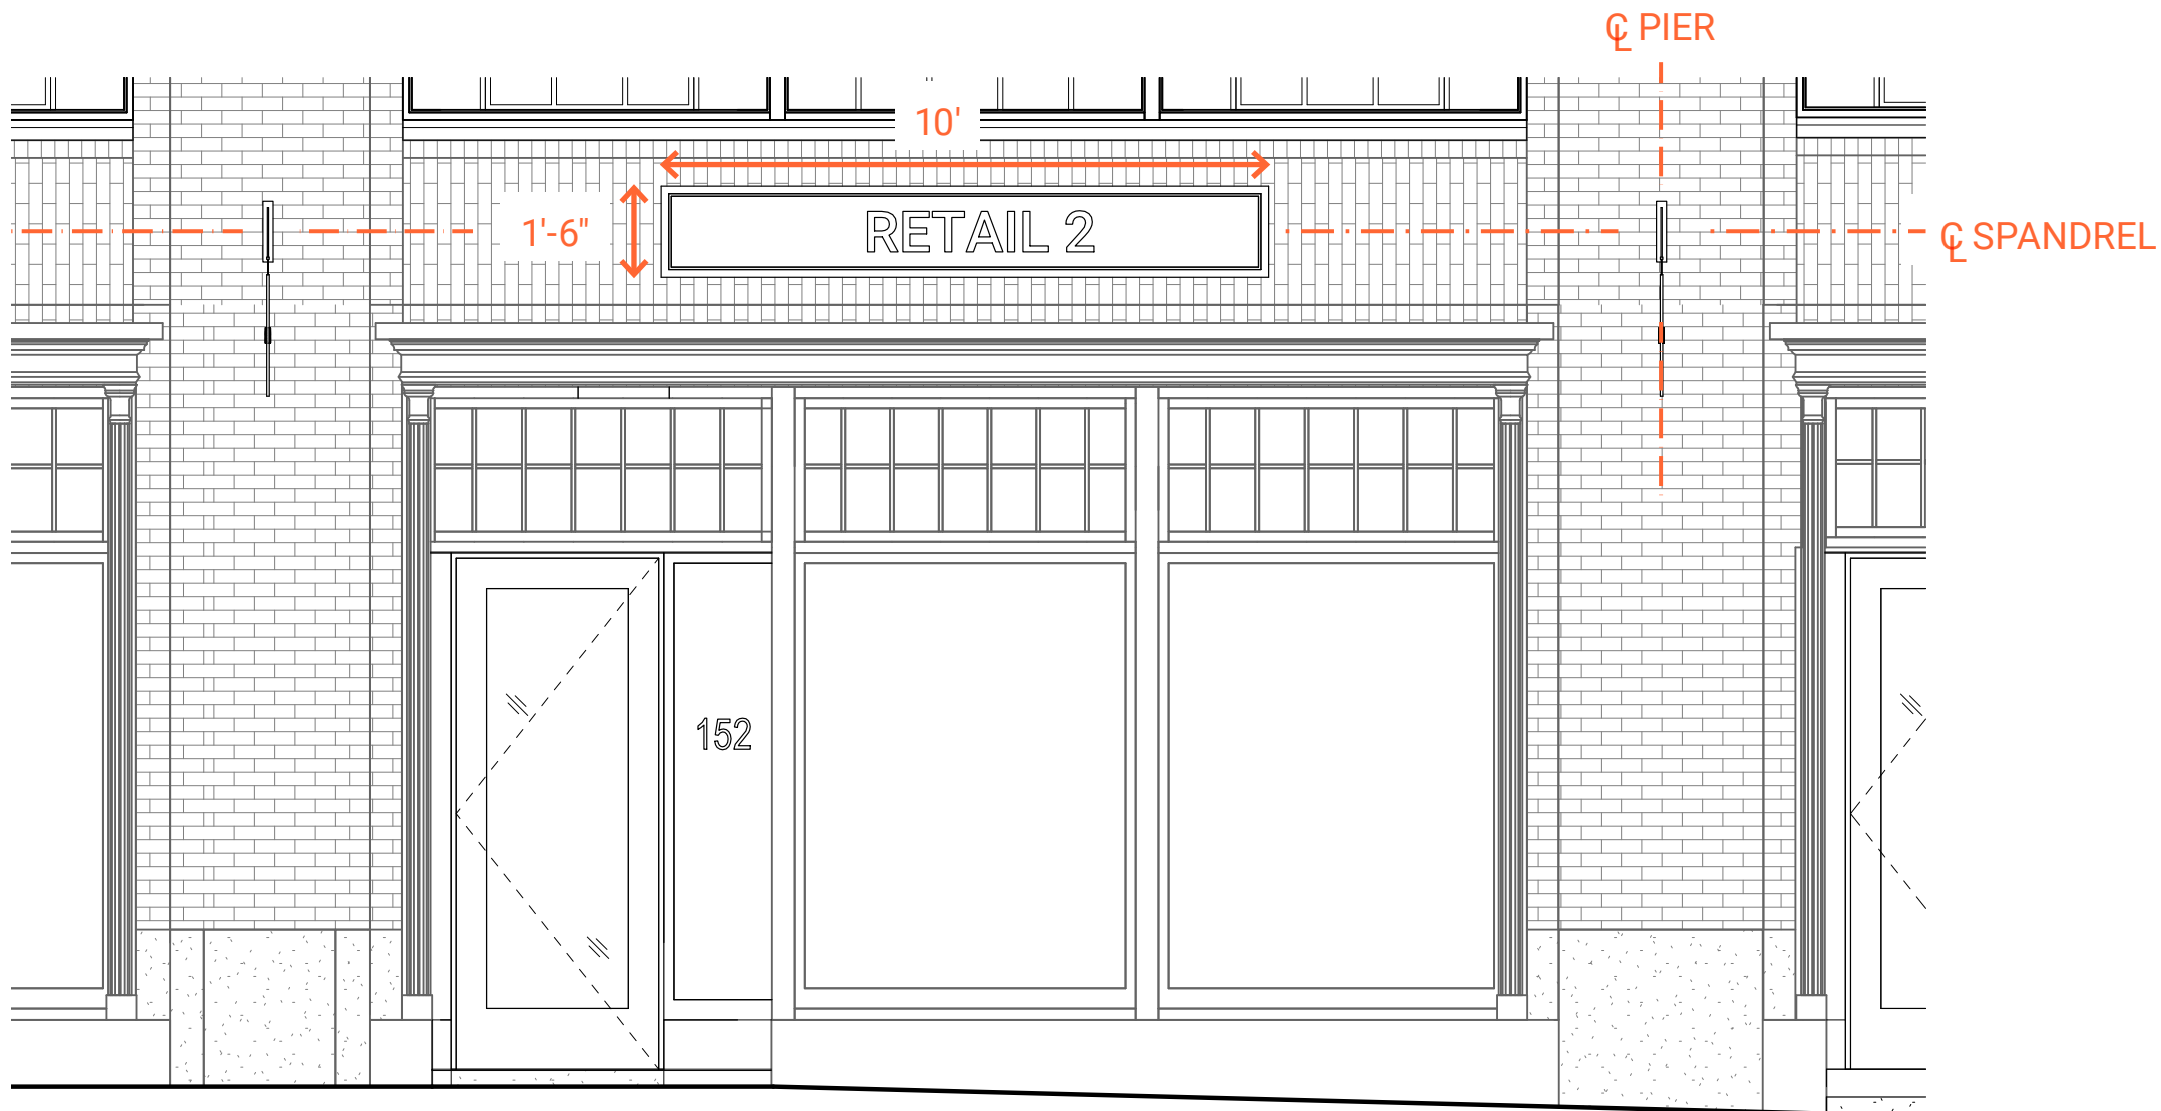 ℄ PIER
10'
1'-6"
RETAIL 2
℄ SPANDREL
152